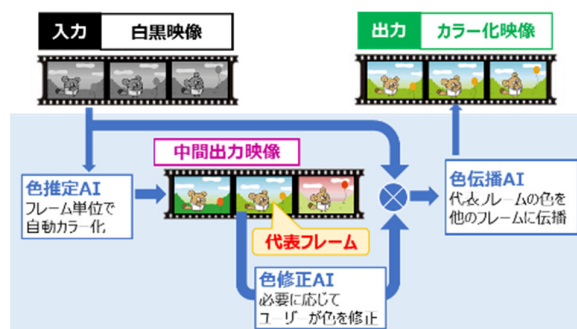 入力 白黒映像
出力 カラー化映像
中間出力映像
色推定AI
フレーム単位で
自動カラー化
代表フレーム
色伝播AI
代表フレームの色を
他のフレームに伝播
色修正AI
必要に応じて
ユーザーが色を修正